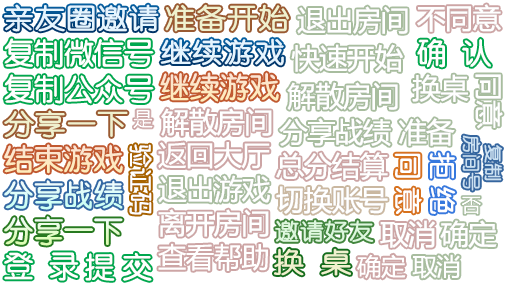 亲友圈邀请 准备开始 退出房间 不同意
复制微信号 继续游戏 快速开始 确 认
复制公众号 继续游戏 解散房间 换桌 同意
分享一下 是 解散房间 分享战绩 准备
结束游戏 验证码 返回大厅 总分结算 同意 拒绝 复制房间号
分享战绩 退出游戏 切换账号 否
分享一下 离开房间 邀请好友 取消 确定
登 录 提 交 查看帮助 换 桌 确定 取消